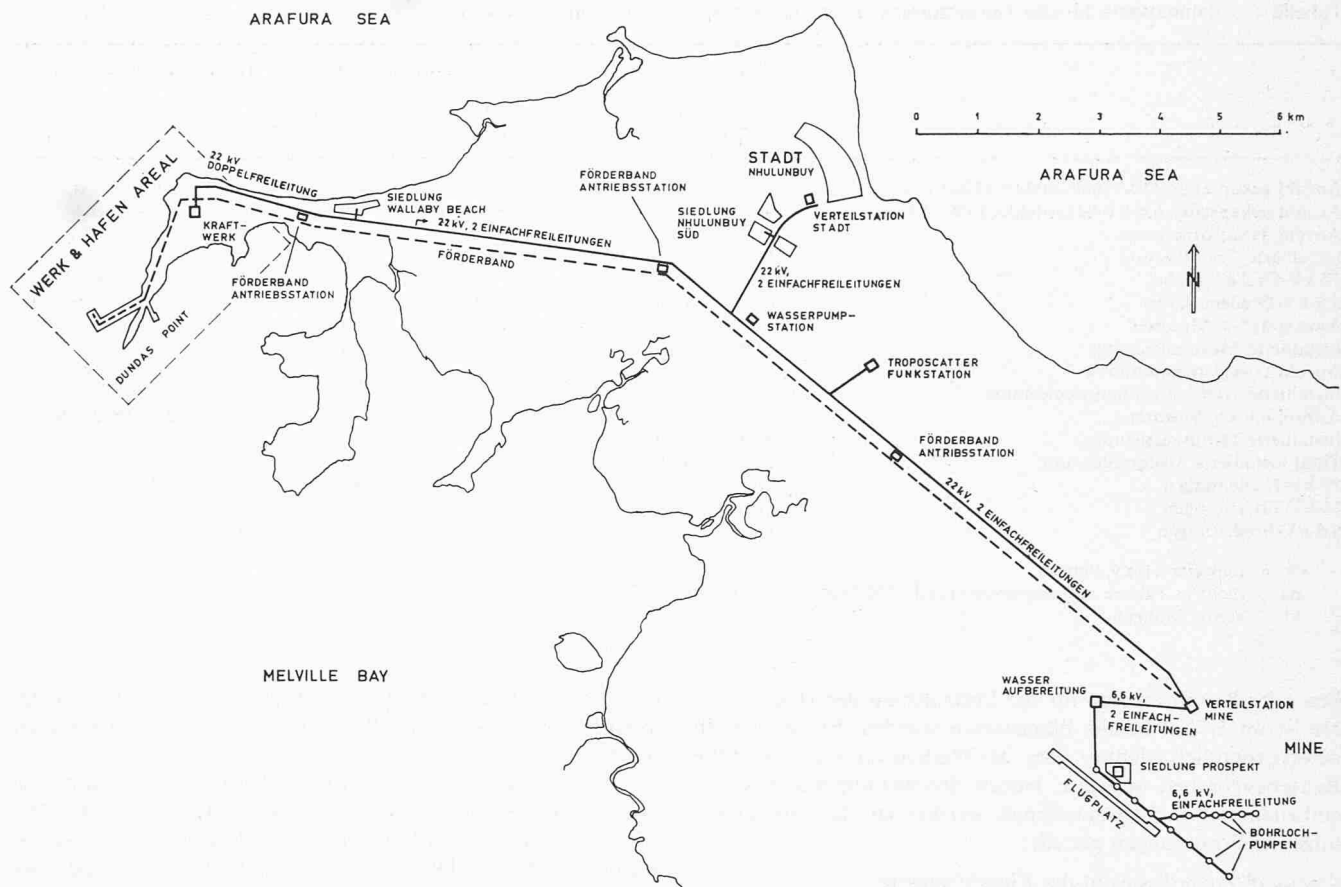 ARAFURA SEA
0 1 2 3 4 5 6 km
WERK & HAFEN AREAL
22 kV
DOPPELFREILEITUNG
SIEDLUNG
WALLABY BEACH
22 kV, 2 EINFACHFREILEITUNGEN
FÖRDERBAND
KRAFT-
WERK
FÖRDERBAND
ANTRIEBSSTATION
DUNDAS POINT
FÖRDERBAND
ANTRIEBSSTATION
STADT
NHULUNBUY
ARAFURA SEA
SIEDLUNG
NHULUNBUY
SÜD
VERTEILSTATION
STADT
22 kV,
2 EINFACHFREILEITUNGEN
N
WASSERPUMP-
STATION
TROPOSCATTER
FUNKSTATION
FÖRDERBAND
ANTRIBSSTATION
22 kV, 2 EINFACHFREILEITUNGEN
MELVILLE BAY
WASSER
AUFBEREITUNG
6,6 kV,
2 EINFACH-
FREILEITUNGEN
VERTEILSTATION
MINE
MINE
SIEDLUNG PROSPEKT
FLUGPLATZ
6,6 kV,
EINFACHFREILEITUNG
BOHRLOCH-
PUMPEN